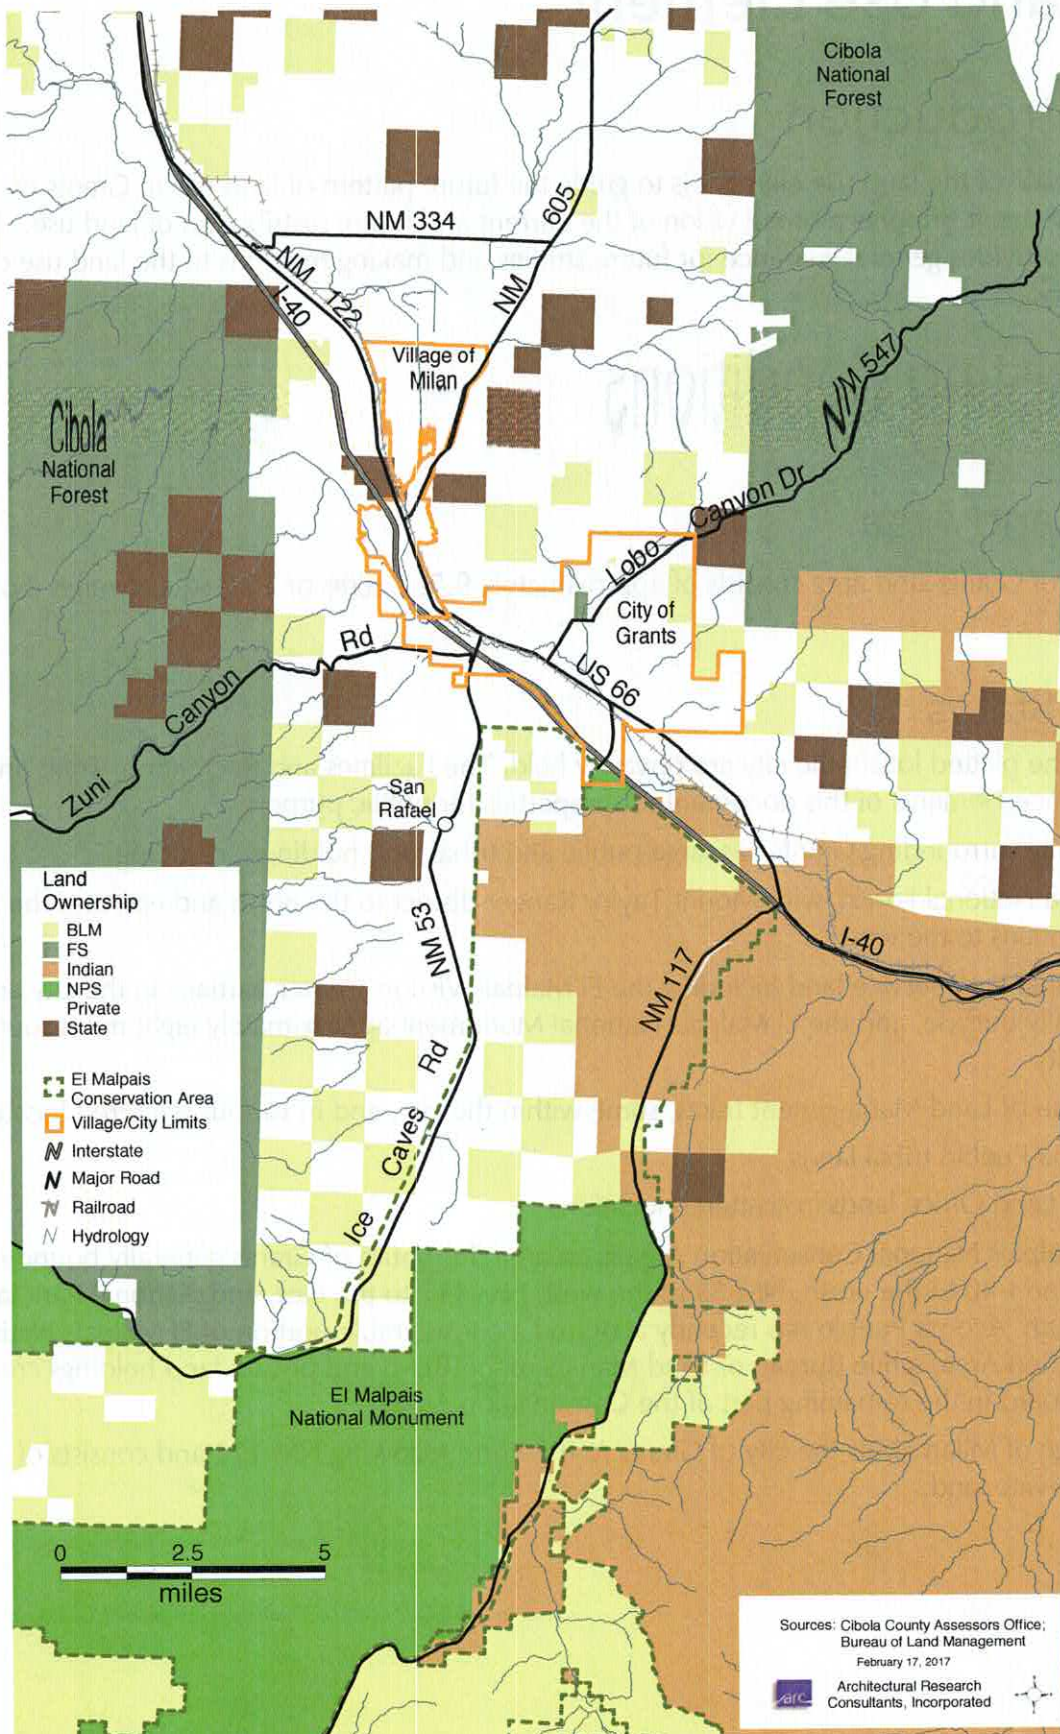 Cibola
National
Forest
NM 334
NM 605
NM 122
I-40
Village of
Milan
NM 547
Cibola
National
Forest
Lobo Canyon Dr
City of
Grants
US 66
Zuni Canyon Rd
San
Rafael
NM 53
I-40
NM 117
Ice Caves Rd
Land
Ownership
BLM
FS
Indian
NPS
Private
State
El Malpais
Conservation Area
Village/City Limits
Interstate
Major Road
Railroad
Hydrology
El Malpais
National Monument
0 2.5 5
miles
Sources: Cibola County Assessors Office;
Bureau of Land Management
February 17, 2017
arc
Architectural Research
Consultants, Incorporated